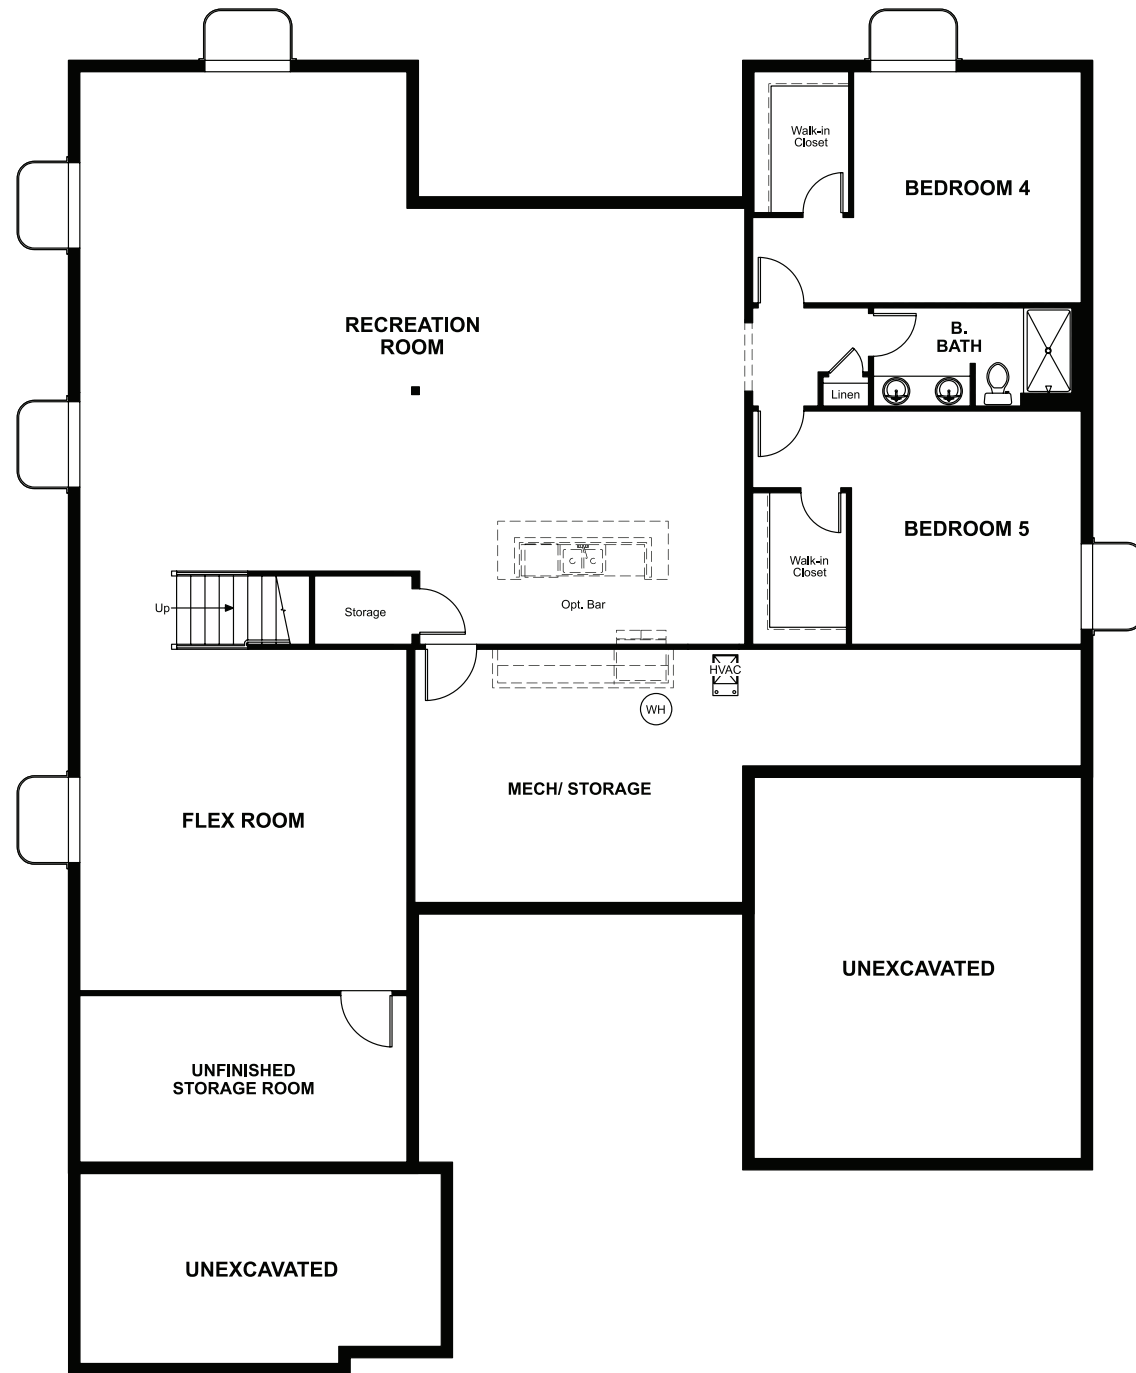 Walk-in
Closet
BEDROOM 4
RECREATION
ROOM
B.
BATH
Linen
BEDROOM 5
Walk-in
Closet
Up
Storage
Opt. Bar
HVAC
WH
MECH/ STORAGE
FLEX ROOM
UNEXCAVATED
UNFINISHED
STORAGE ROOM
UNEXCAVATED